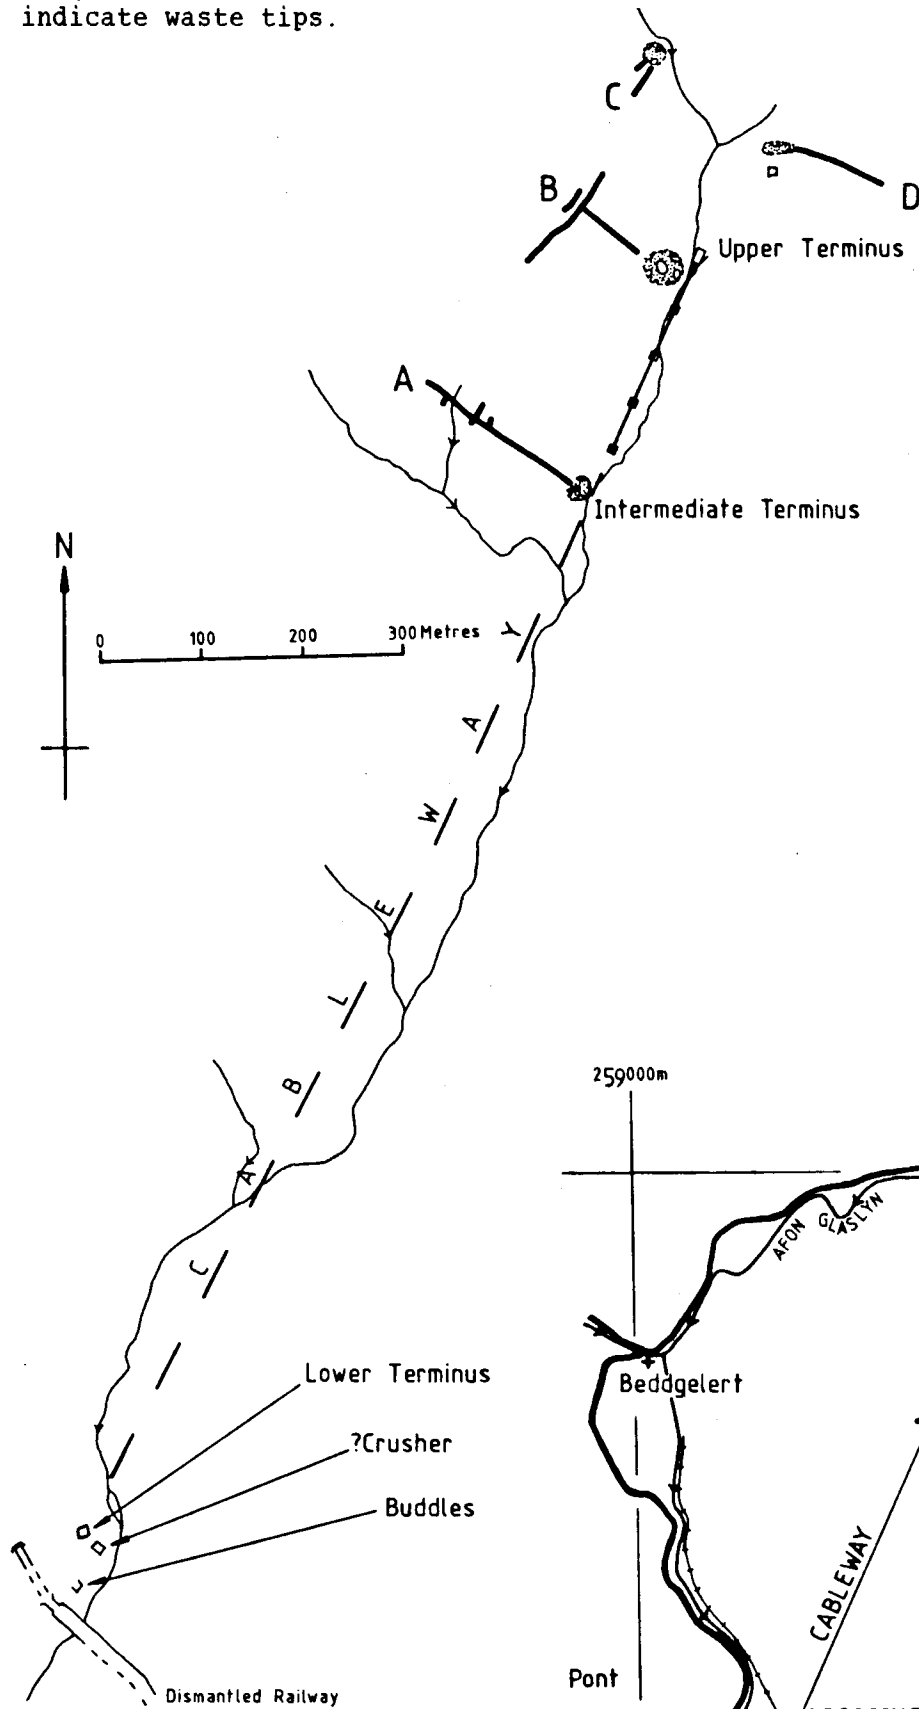 indicate waste tips.
C
B
D
Upper Terminus
A
Intermediate Terminus
N
0 100 200 300 Metres
C A B L E W A Y
259000m
AFON GLASLYN
Beddgelert
Lower Terminus
?Crusher
Buddles
CABLEWAY
Pont
Dismantled Railway